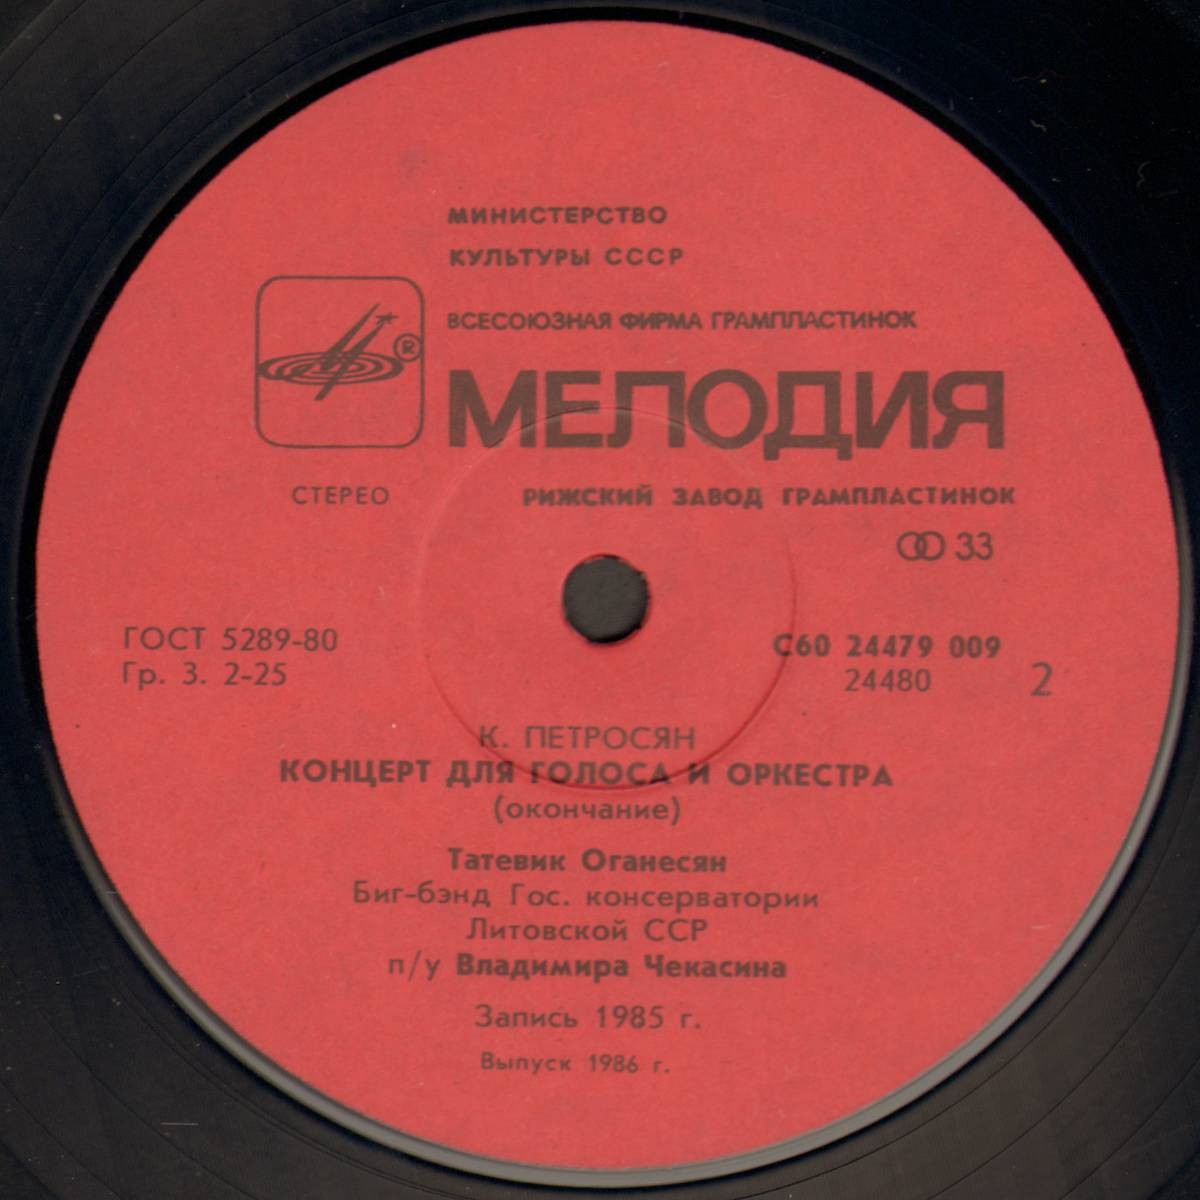 МИНИСТЕРСТВО
КУЛЬТУРЫ СССР
ВСЕСОЮЗНАЯ ФИРМА ГРАМПЛАСТИНОК
®
МЕЛОДИЯ
СТЕРЕО
РИЖСКИЙ ЗАВОД ГРАМПЛАСТИНОК
33
ГОСТ 5289-80
Гр. 3. 2-25
С60 24479 009
24480
2
К. ПЕТРОСЯН
КОНЦЕРТ ДЛЯ ГОЛОСА И ОРКЕСТРА
(окончание)
Татевик Оганесян
Биг-бэнд Гос. консерватории
Литовской ССР
п/у Владимира Чекасина
Запись 1985 г.
Выпуск 1986 г.